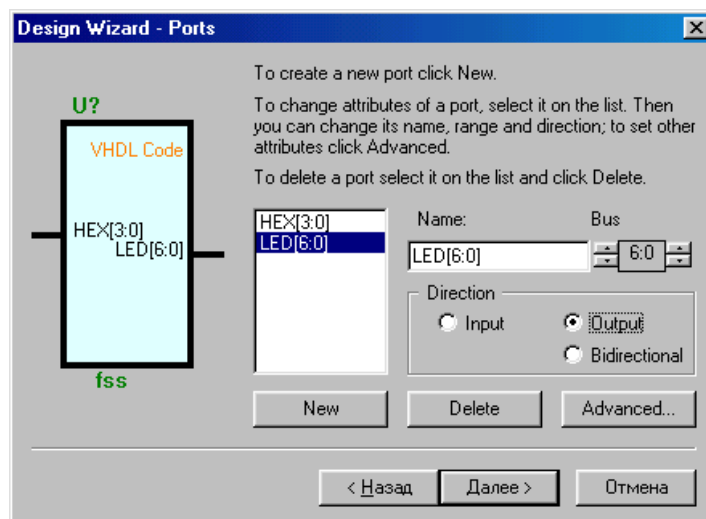 Design Wizard - Ports
To create a new port click New.
To change attributes of a port, select it on the list. Then
you can change its name, range and direction; to set other
attributes click Advanced.
To delete a port select it on the list and click Delete.
U?
VHDL Code
HEX[3:0]
LED[6:0]
fss
HEX[3:0]
LED[6:0]
Name:
Bus
LED[6:0]
6:0
Direction
Input
Output
Bidirectional
New
Delete
Advanced...
< Назад
Далее >
Отмена